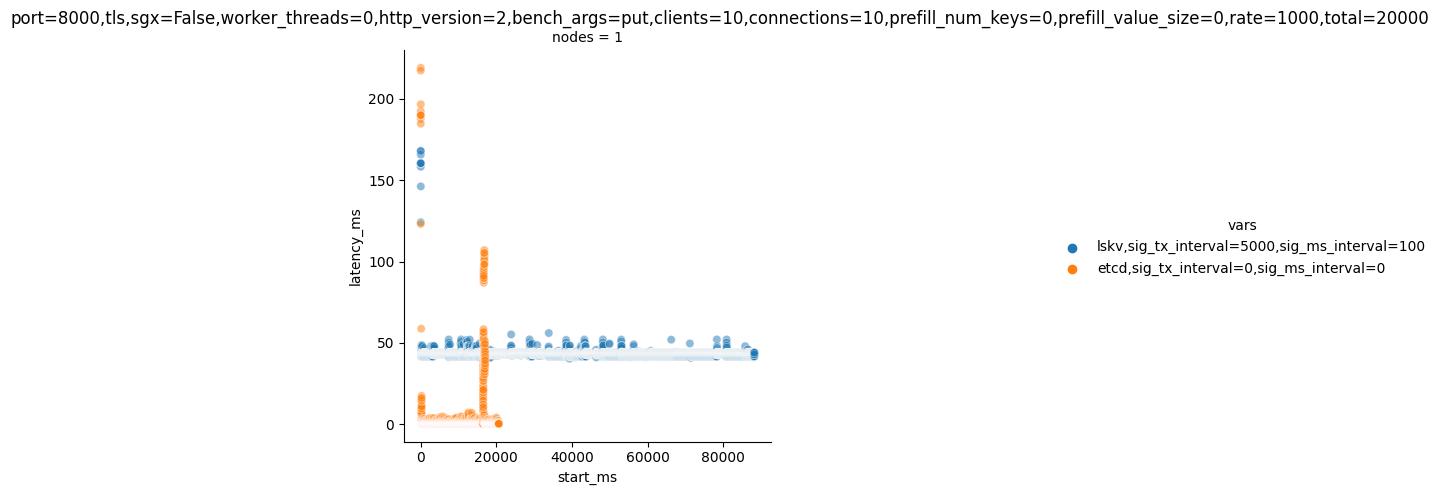 port=8000,tls,sgx=False,worker_threads=0,http_version=2,bench_args=put,clients=10,connections=10,prefill_num_keys=0,prefill_value_size=0,rate=1000,total=20000
nodes = 1
200
150
100
50
0
latency_ms
0 20000 40000 60000 80000
start_ms
vars
lskv,sig_tx_interval=5000,sig_ms_interval=100
etcd,sig_tx_interval=0,sig_ms_interval=0